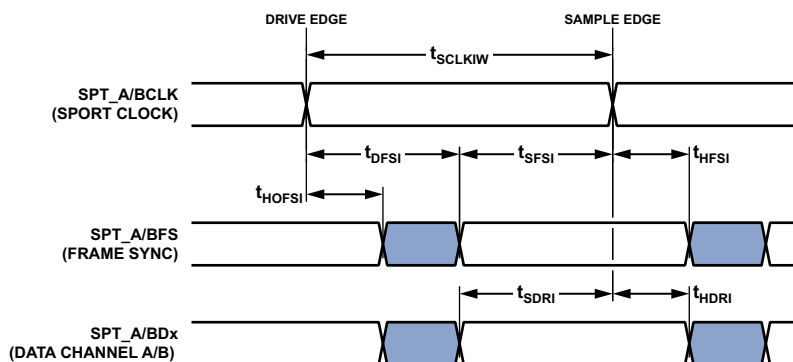 DRIVE EDGE
SAMPLE EDGE
tSCLKIW
SPT_A/BCLK
(SPORT CLOCK)
tDFSI
tSFSI
tHFSI
tHOFSI
SPT_A/BFS
(FRAME SYNC)
tSDRI
tHDRI
SPT_A/BDx
(DATA CHANNEL A/B)